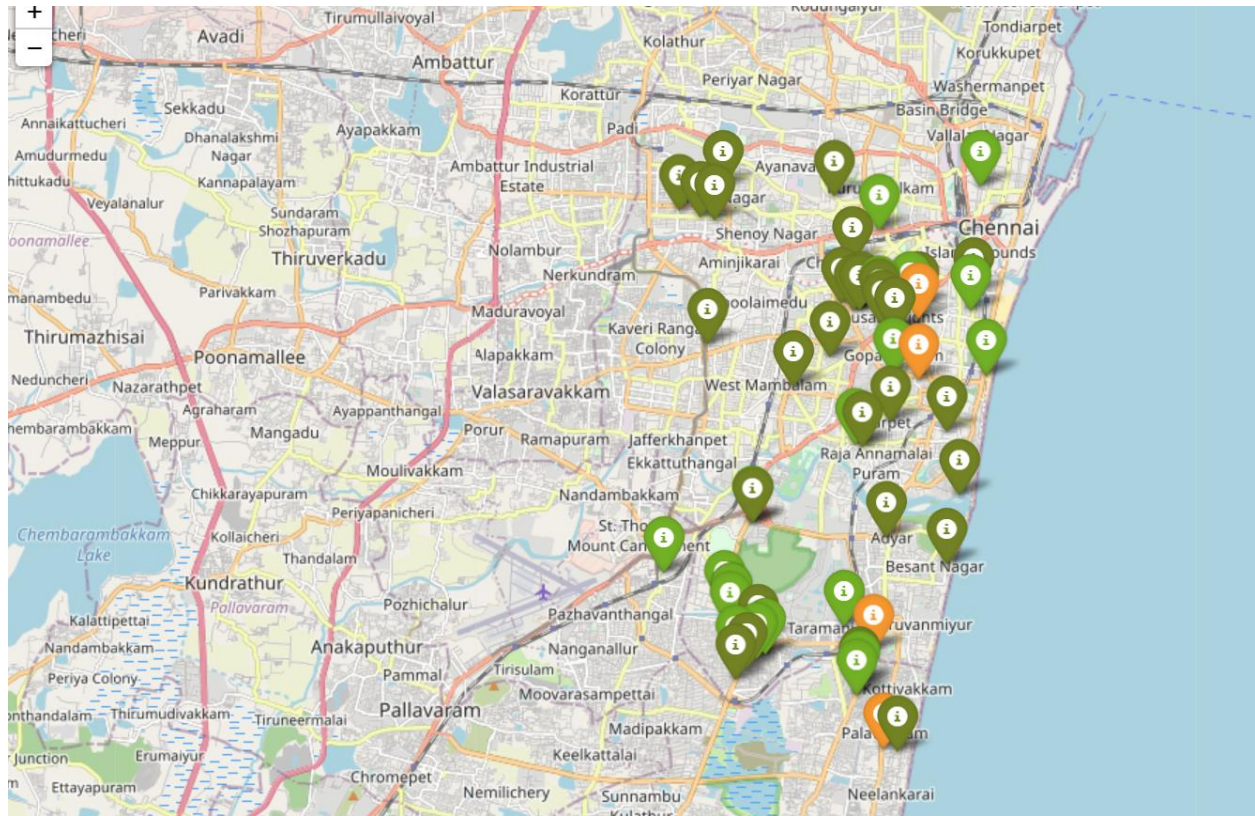 +
−
Tirumullaivoyal
Tondiarpet
Avadi
Kolathur
Korukkupet
Ambattur
Periyar Nagar
Washermanpet
Korattur
Basin Bridge
Sekkadu
Annaikattucheri
Padi
Dhanalakshmi
Nagar
Ayapakkam
Amudurmedu
Ambattur Industrial
Estate
Kannapalayam
Veyalanalur
Sundaram
Shozhapuram
Shenoy Nagar
Chennai
Nolambur
Thiruverkadu
Nerkundram
Aminjikarai
Parivakkam
Maduravoyal
Thirumazhisai
Kaveri
Colony
Poonamallee
Alapakkam
Neduncheri
Nazarathpet
Valasaravakkam
West Mambalam
Agraharam
Ayappanthangal
Mangadu
Meppur
Porur
Ramapuram
Jafferkhanpet
Raja Annamalai
Puram
Ekkattuthangal
Moulivakkam
Chikkarayapuram
Nandambakkam
Periyapanicheri
Chembarambakkam
Lake
Kollaicheri
Adyar
Thandalam
Besant Nagar
Kundrathur
Pallavaram
Pozhichalur
Pazhavanthangal
Kalattipettai
Nandambakkam
Anakaputhur
Nanganallur
Periya Colony
Pammal
Tirisulam
Moovarasampettai
Kottivakkam
Thirumudivakkam
Tiruneermalai
Pallavaram
Madipakkam
Junction
Erumaiyur
Keelkattalai
Chromepet
Ettayapuram
Nemilichery
Sunnambu
Neelankarai